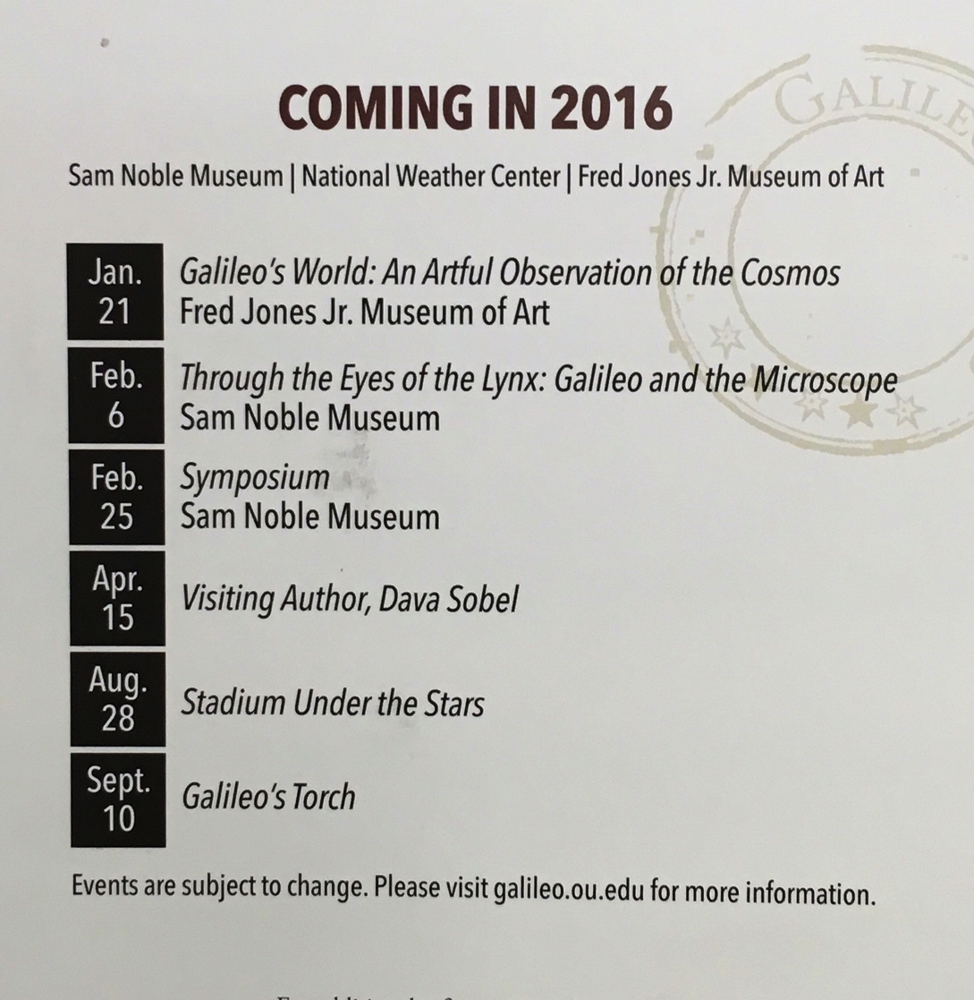 GALILE
COMING IN 2016
Sam Noble Museum | National Weather Center | Fred Jones Jr. Museum of Art
Jan.
21
Galileo's World: An Artful Observation of the Cosmos
Fred Jones Jr. Museum of Art
Feb.
6
Through the Eyes of the Lynx: Galileo and the Microscope
Sam Noble Museum
Feb.
25
Symposium
Sam Noble Museum
Apr.
15
Visiting Author, Dava Sobel
Aug.
28
Stadium Under the Stars
Sept.
10
Galileo's Torch
Events are subject to change. Please visit galileo.ou.edu for more information.